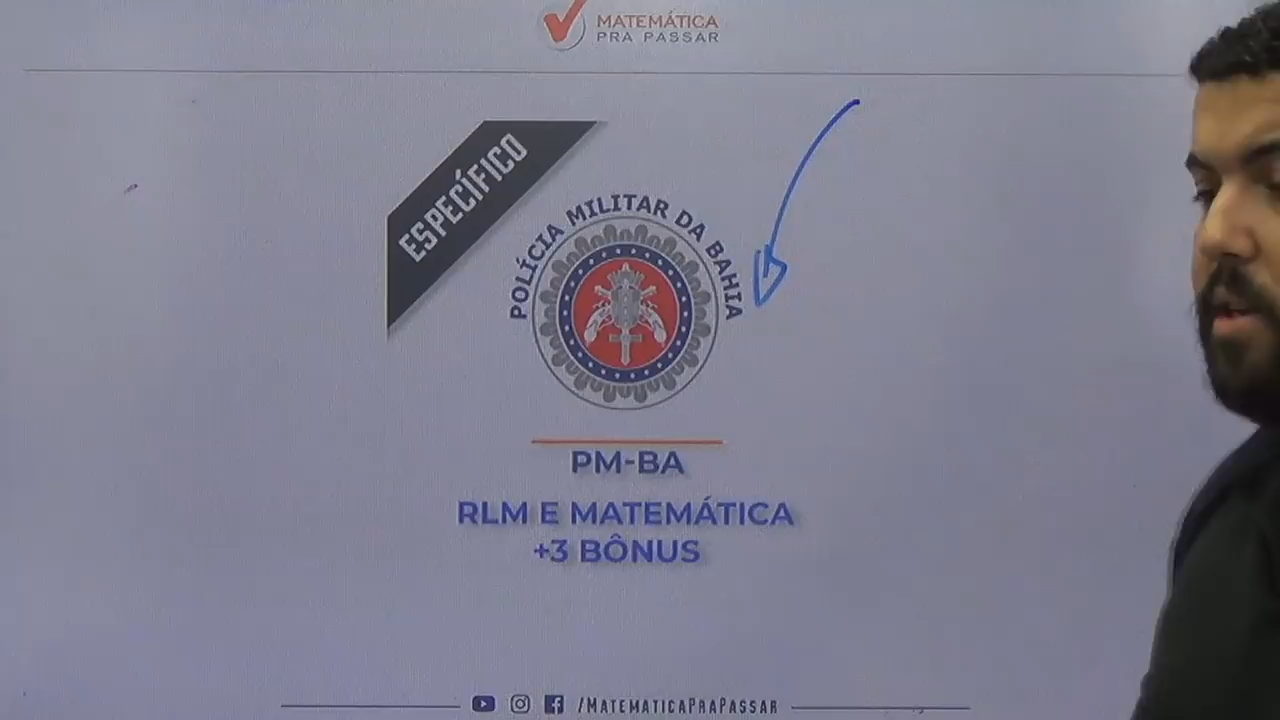 MATEMÁTICA
PRA PASSAR
ESPECÍFICO
POLÍCIA MILITAR DA BAHIA
PM-BA
RLM E MATEMÁTICA
+3 BÔNUS
/MATEMATICAPRAPASSAR